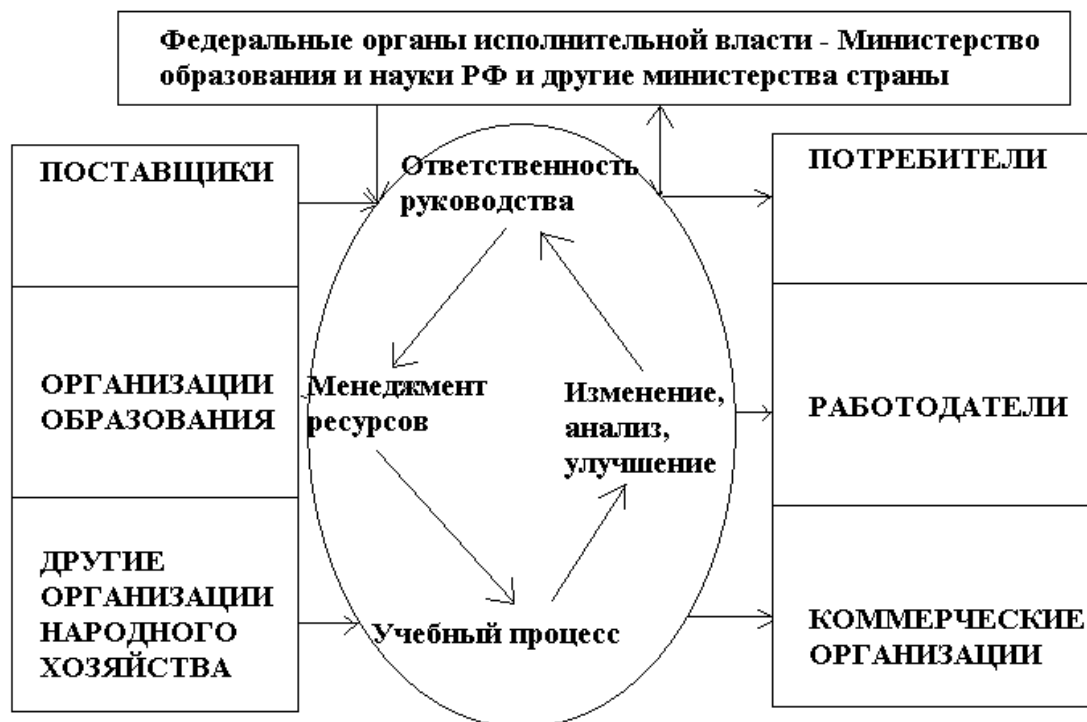 Федеральные органы исполнительной власти - Министерство
образования и науки РФ и другие министерства страны
ПОСТАВЩИКИ
ОРГАНИЗАЦИИ
ОБРАЗОВАНИЯ
ДРУГИЕ
ОРГАНИЗАЦИИ
НАРОДНОГО
ХОЗЯЙСТВА
Ответственность
руководства
Менеджмент
ресурсов
Изменение,
анализ,
улучшение
Учебный процесс
ПОТРЕБИТЕЛИ
РАБОТОДАТЕЛИ
КОММЕРЧЕСКИЕ
ОРГАНИЗАЦИИ